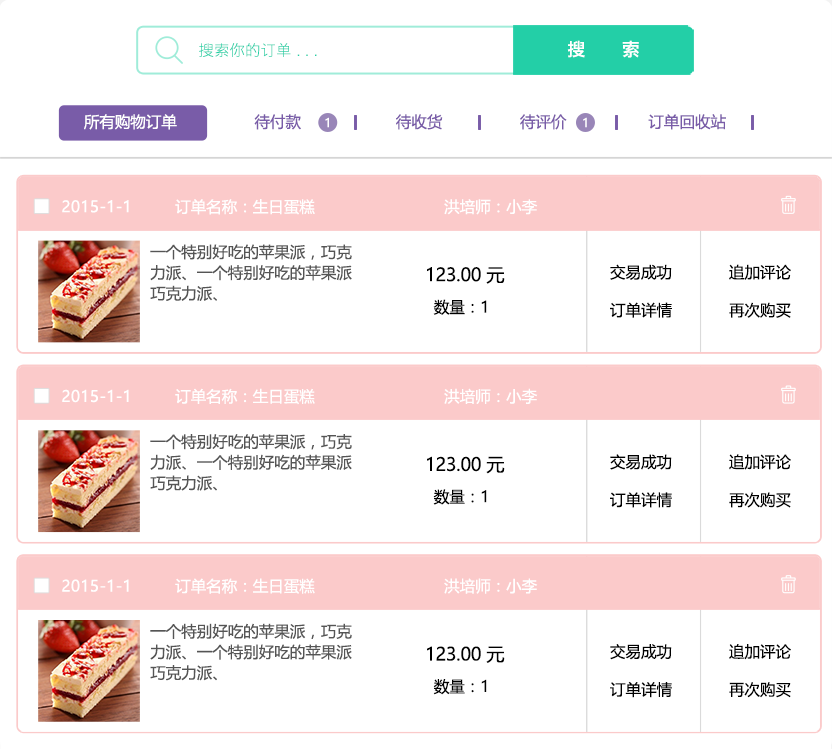 搜索你的订单 . . .
搜 索
所有购物订单 待付款 1 待收货 待评价 1 订单回收站
2015-1-1 订单名称：生日蛋糕 洪培师：小李
一个特别好吃的苹果派，巧克
力派、一个特别好吃的苹果派
巧克力派、
123.00 元
数量：1
交易成功
订单详情
追加评论
再次购买
2015-1-1 订单名称：生日蛋糕 洪培师：小李
一个特别好吃的苹果派，巧克
力派、一个特别好吃的苹果派
巧克力派、
123.00 元
数量：1
交易成功
订单详情
追加评论
再次购买
2015-1-1 订单名称：生日蛋糕 洪培师：小李
一个特别好吃的苹果派，巧克
力派、一个特别好吃的苹果派
巧克力派、
123.00 元
数量：1
交易成功
订单详情
追加评论
再次购买